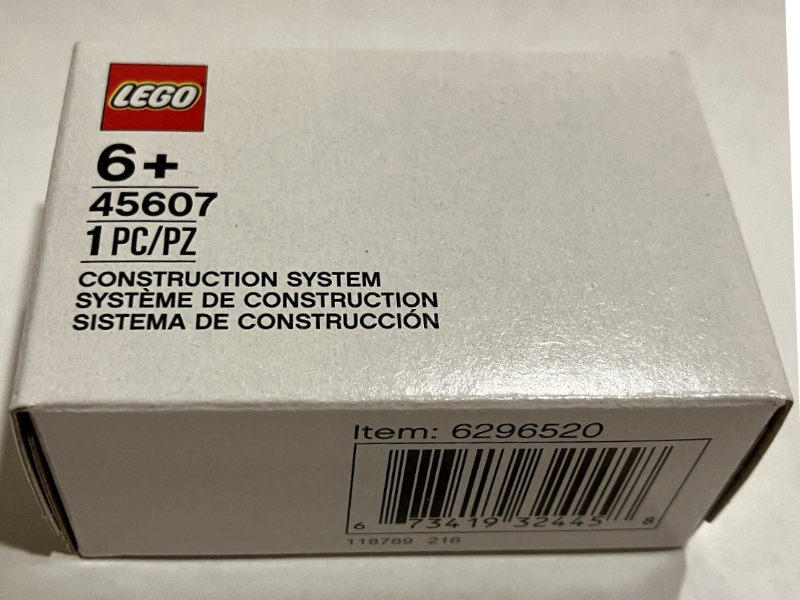 LEGO
6+
45607
1 PC/PZ
CONSTRUCTION SYSTEM
SYSTÈME DE CONSTRUCTION
SISTEMA DE CONSTRUCCIÓN
Item: 6296520
6 73419 32445 8
118789 216